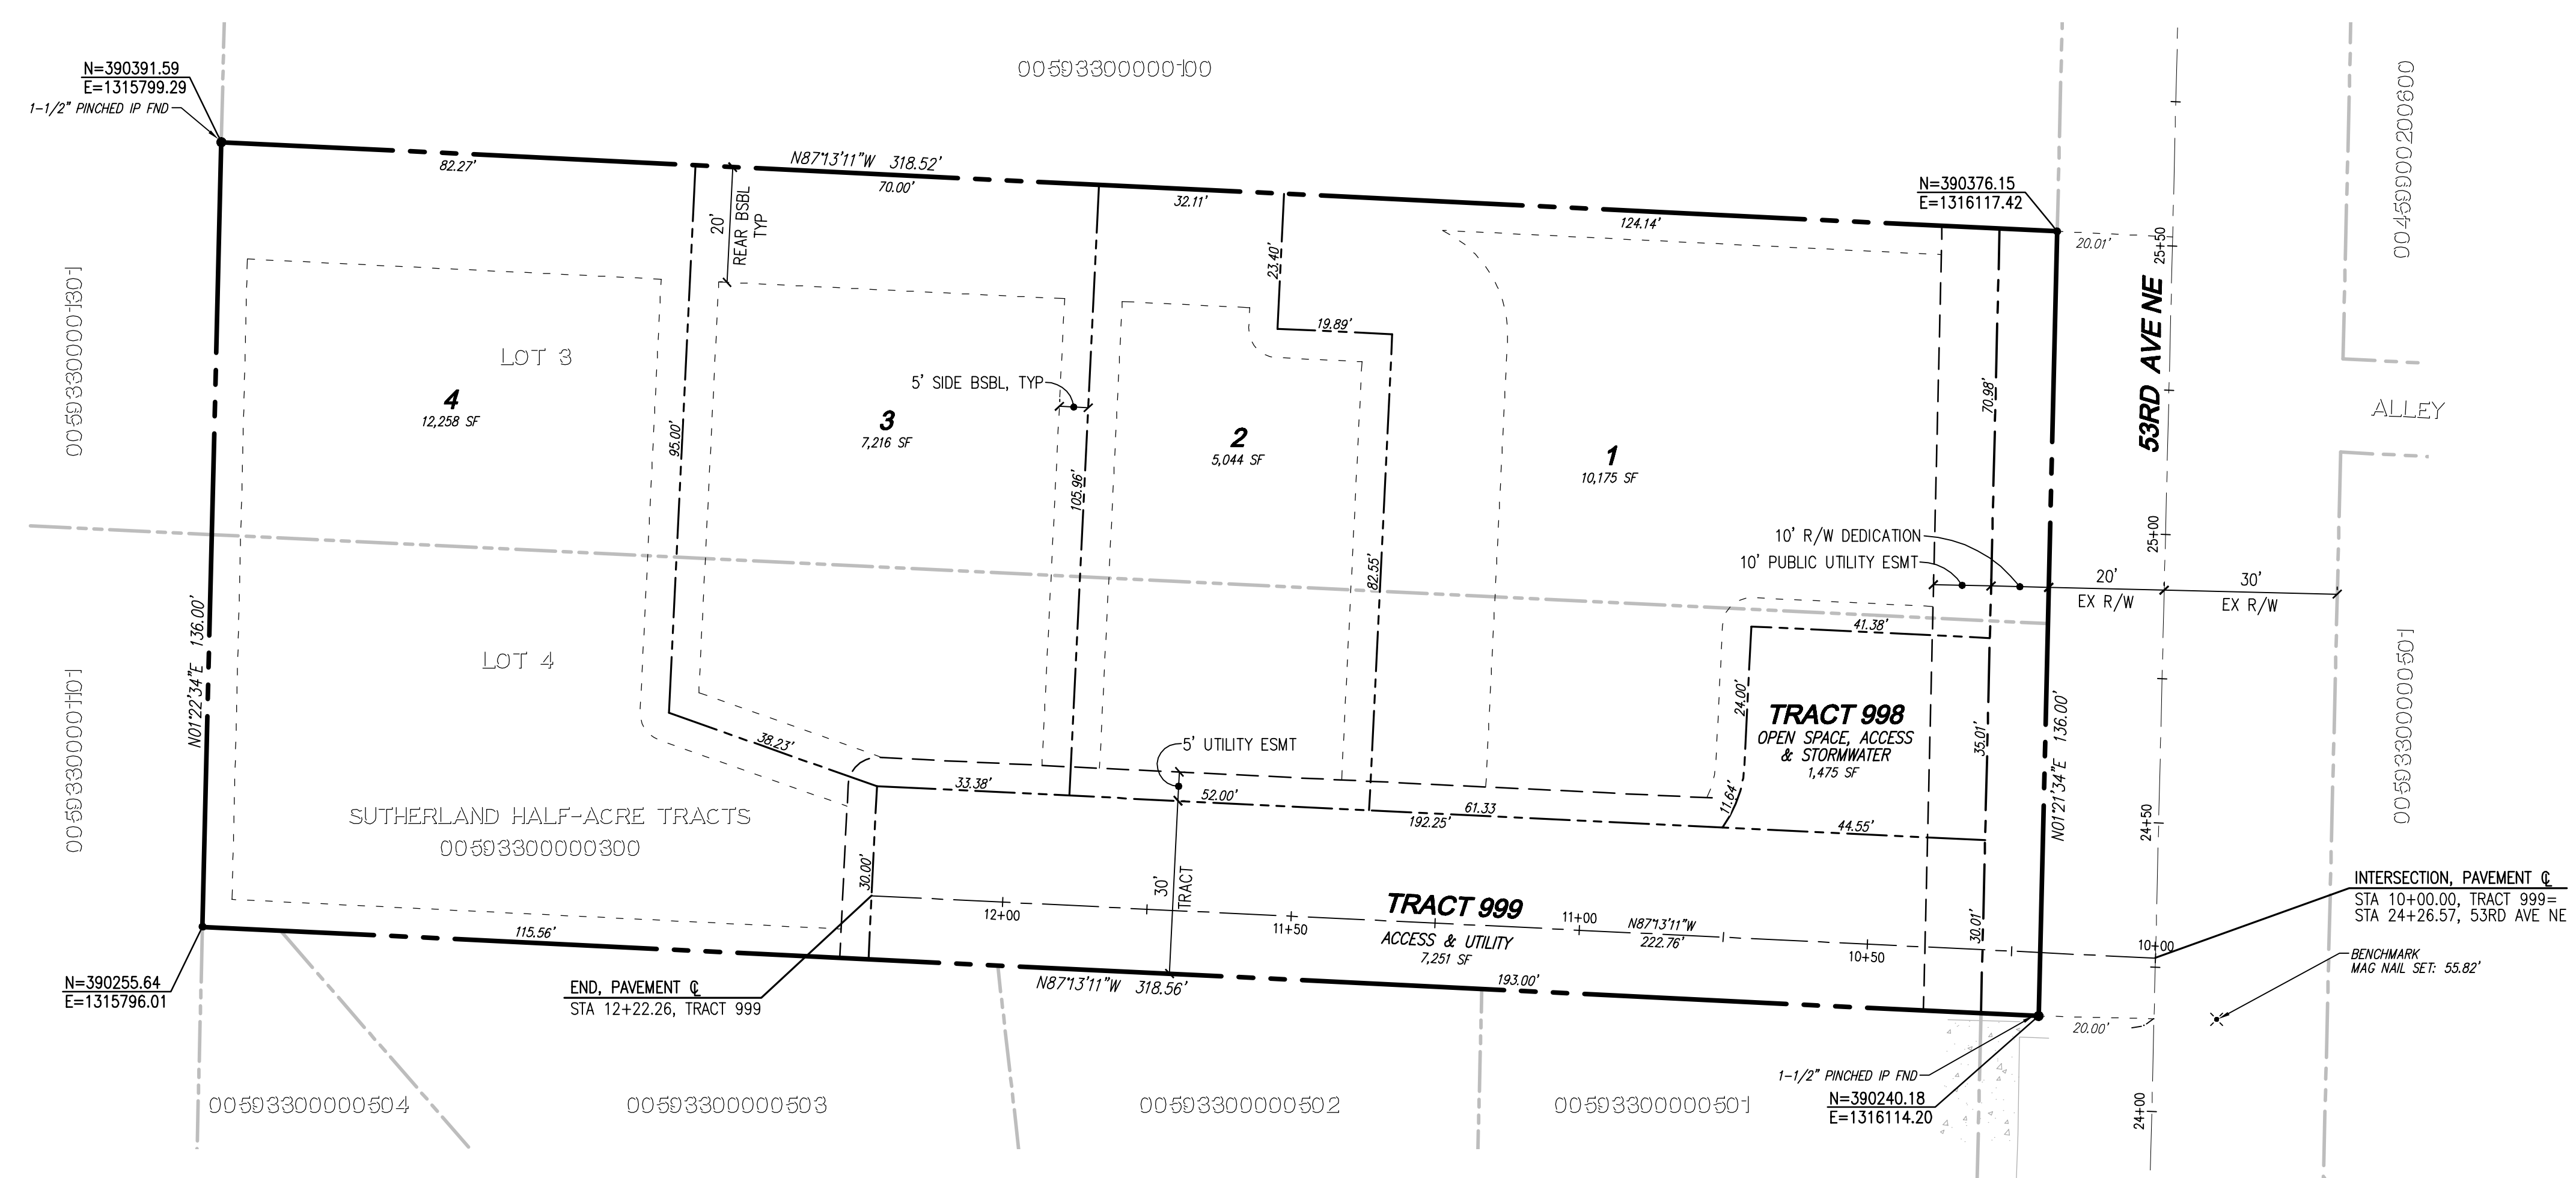 N=390391.59
E=1315799.29
1-1/2" PINCHED IP FND
00593300000100
82.27'
N87°13'11"W 318.52'
70.00'
32.11'
124.14'
N=390376.15
E=1316117.42
20.01'
25+50
00459000020600
20'
REAR BSBL
TYP
23.40'
19.89'
53RD AVE NE
ALLEY
00593300001301
LOT 3
4
12,258 SF
5' SIDE BSBL, TYP
3
7,216 SF
2
5,044 SF
1
10,175 SF
70.98'
95.00'
105.96'
82.55'
10' R/W DEDICATION
10' PUBLIC UTILITY ESMT
25+00
20'
EX R/W
30'
EX R/W
41.38'
N01°22'34"E 136.00'
LOT 4
24.00'
TRACT 998
OPEN SPACE, ACCESS
& STORMWATER
1,475 SF
35.01'
N01°21'34"E 136.00'
00593300001101
00593300000501
38.23'
5' UTILITY ESMT
33.38'
52.00'
61.33
192.25'
11.64'
44.55'
24+50
SUTHERLAND HALF-ACRE TRACTS
00593300000300
30.00'
30'
TRACT
TRACT 999
ACCESS & UTILITY
7,251 SF
12+00
11+50
11+00
N87°13'11"W
222.76'
10+50
10+00
30.01'
INTERSECTION, PAVEMENT ℄
STA 10+00.00, TRACT 999=
STA 24+26.57, 53RD AVE NE
BENCHMARK
MAG NAIL SET: 55.82'
115.56'
N87°13'11"W 318.56'
193.00'
N=390255.64
E=1315796.01
END, PAVEMENT ℄
STA 12+22.26, TRACT 999
20.00'
1-1/2" PINCHED IP FND
N=390240.18
E=1316114.20
24+00
00593300000504
00593300000503
00593300000502
00593300000501